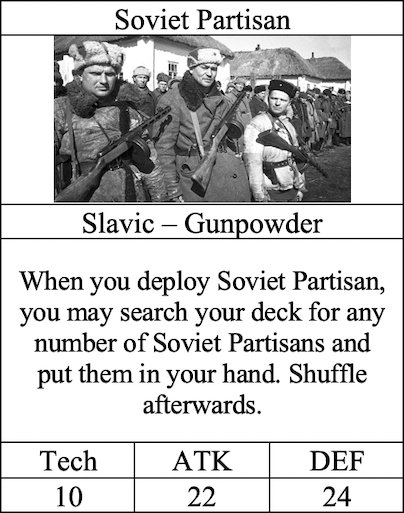 Soviet Partisan
Slavic – Gunpowder
When you deploy Soviet Partisan,
you may search your deck for any
number of Soviet Partisans and
put them in your hand. Shuffle
afterwards.
Tech ATK DEF
10 22 24